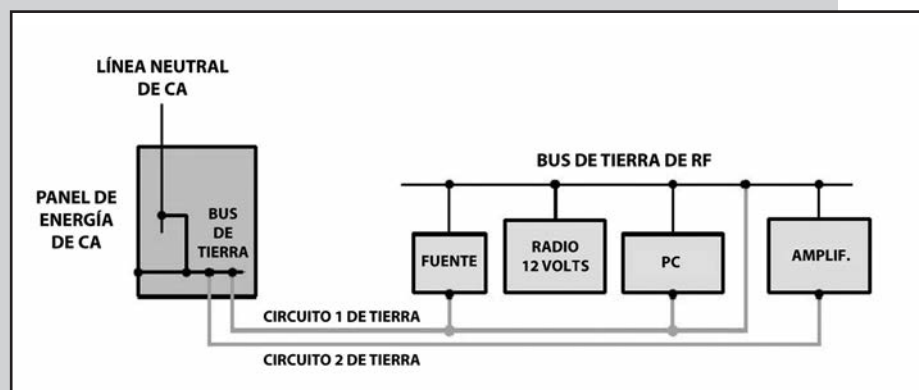 LÍNEA NEUTRAL
DE CA
PANEL DE
ENERGÍA
DE CA
BUS
DE
TIERRA
BUS DE TIERRA DE RF
FUENTE
RADIO
12 VOLTS
PC
AMPLIF.
CIRCUITO 1 DE TIERRA
CIRCUITO 2 DE TIERRA